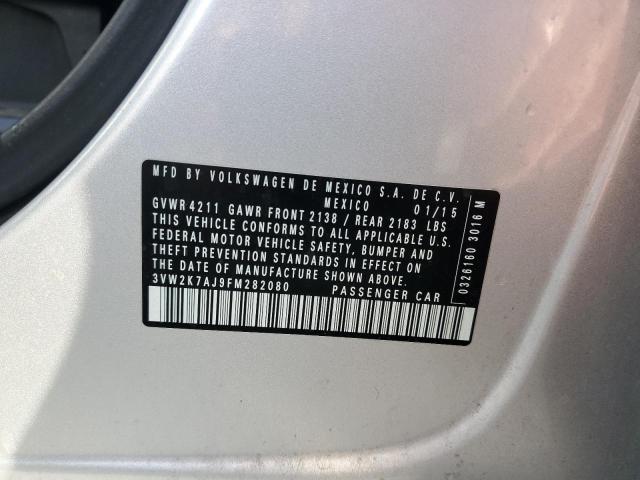 MFD BY VOLKSWAGEN DE MEXICO S.A. DE C.V.
MEXICO 01/15
GVWR 4211 GAWR FRONT 2138 / REAR 2183 LBS
THIS VEHICLE CONFORMS TO ALL APPLICABLE U.S.
FEDERAL MOTOR VEHICLE SAFETY, BUMPER AND
THEFT PREVENTION STANDARDS IN EFFECT ON
THE DATE OF MANUFACTURE SHOWN ABOVE.
3VW2K7AJ9FM282080 PASSENGER CAR
0326160 3016 M